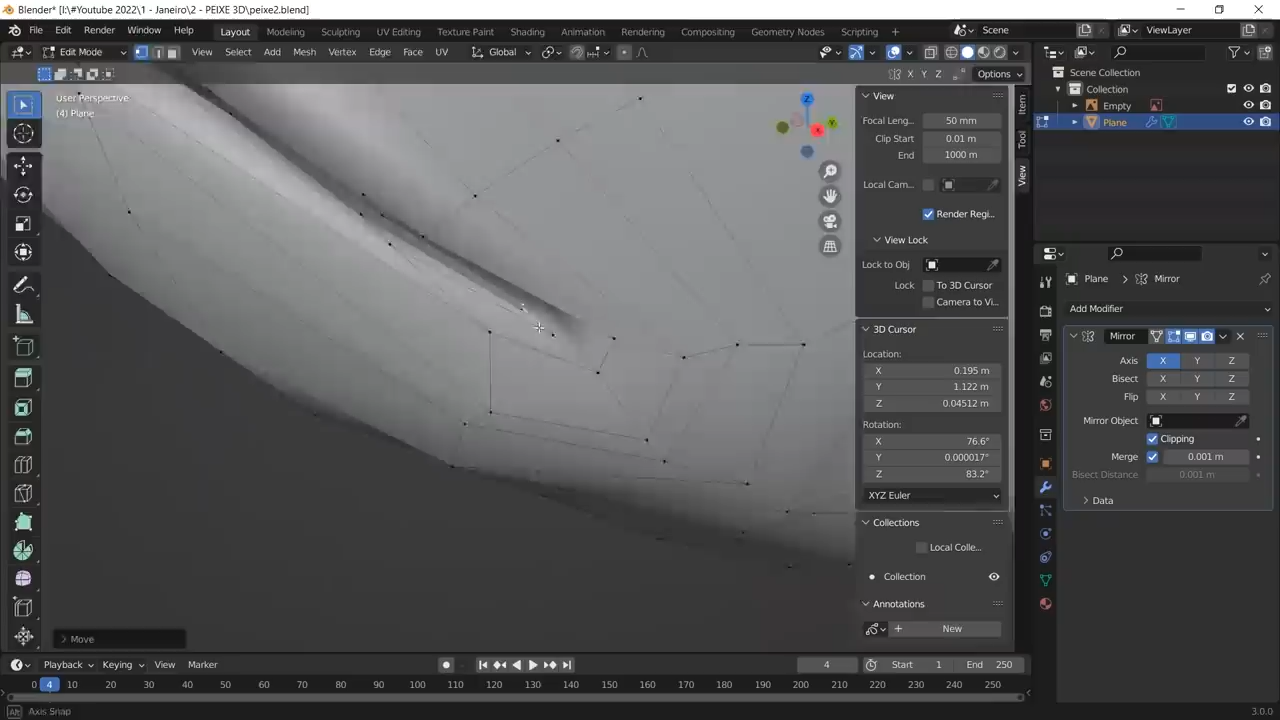 Blender* [I:\#Youtube 2022\1 - Janeiro\2 - PEIXE 3D\peixe2.blend]
File Edit Render Window Help Layout Modeling Sculpting UV Editing Texture Paint Shading Animation Rendering Compositing Geometry Nodes Scripting Scene ViewLayer
Edit Mode View Select Add Mesh Vertex Edge Face UV Global
X Y Z Options
User Perspective
(4) Plane
Z
Y
X
View
Focal Leng... 50 mm
Clip Start 0.01 m
End 1000 m
Local Cam...
Render Regi...
View Lock
Lock to Obj
Lock To 3D Cursor
Camera to Vi...
3D Cursor
Location:
X 0.195 m
Y 1.122 m
Z 0.04512 m
Rotation:
X 76.6°
Y 0.000017°
Z 83.2°
XYZ Euler
Collections
Local Colle...
Collection
Annotations
New
Item
Tool
View
Scene Collection
Collection
Empty
Plane
Plane Mirror
Add Modifier
Mirror
Axis X Y Z
Bisect X Y Z
Flip X Y Z
Mirror Object
Clipping
Merge 0.001 m
Bisect Distance 0.001 m
Data
Move
Playback Keying View Marker 4 Start 1 End 250
0 4 10 20 30 40 50 60 70 80 90 100 110 120 130 140 150 160 170 180 190 200 210 220 230 240 250
Alt Axis Snap 3.0.0